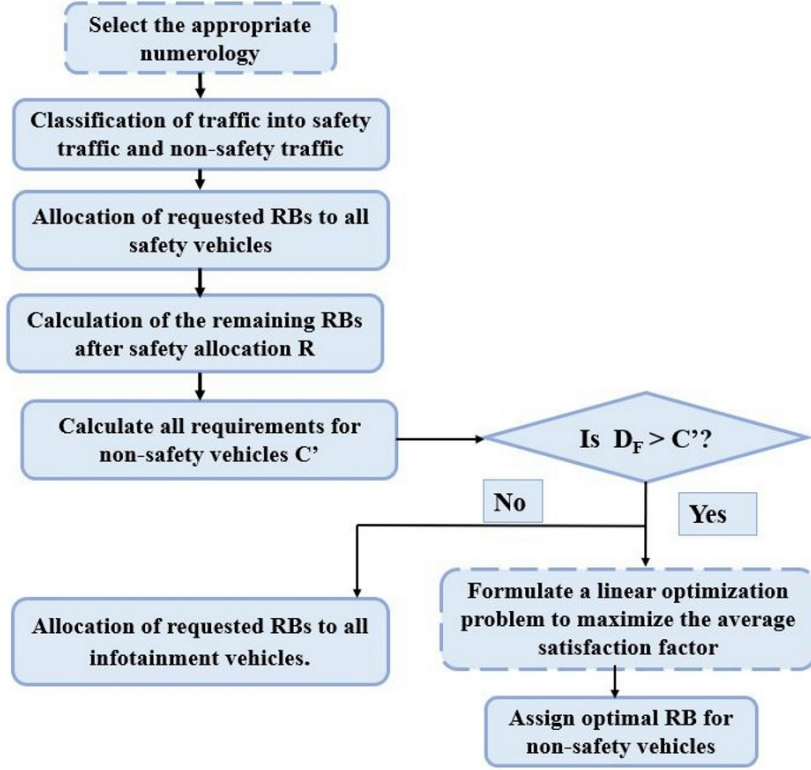 Select the appropriate
numerology
Classification of traffic into safety
traffic and non-safety traffic
Allocation of requested RBs to all
safety vehicles
Calculation of the remaining RBs
after safety allocation R
Calculate all requirements for
non-safety vehicles C’
Is D_F > C’?
No
Yes
Allocation of requested RBs to all
infotainment vehicles.
Formulate a linear optimization
problem to maximize the average
satisfaction factor
Assign optimal RB for
non-safety vehicles